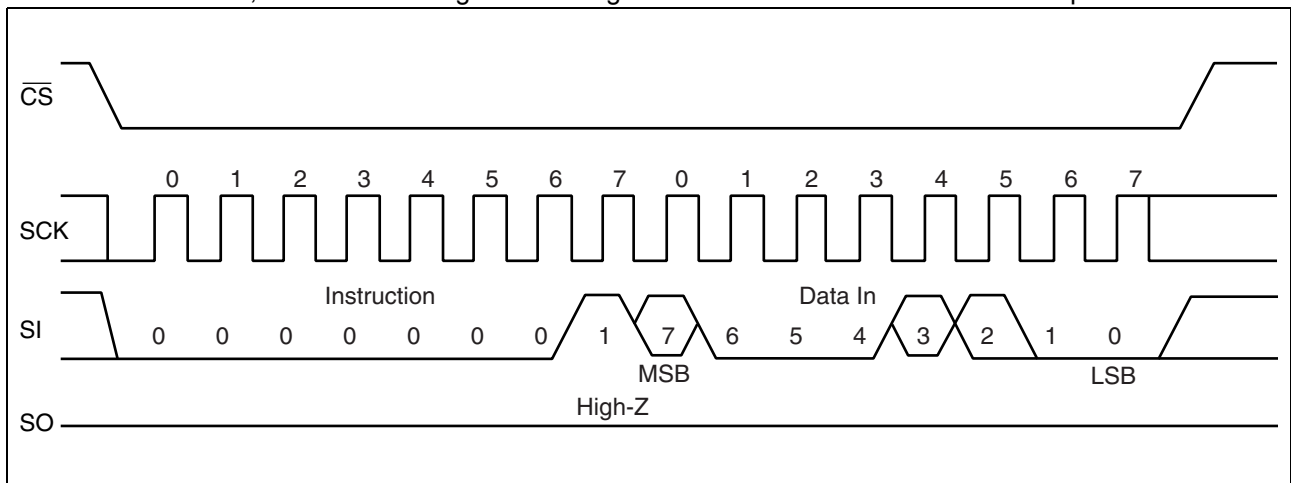 CS
0 1 2 3 4 5 6 7 0 1 2 3 4 5 6 7
SCK
Instruction Data In
SI 0 0 0 0 0 0 0 1 7 6 5 4 3 2 1 0
MSB LSB
High-Z
SO